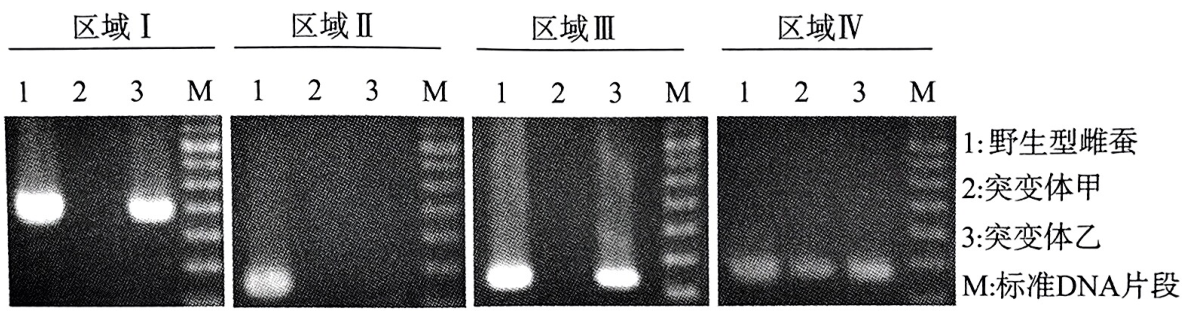 区域Ⅰ 区域Ⅱ 区域Ⅲ 区域Ⅳ
1 2 3 M 1 2 3 M 1 2 3 M 1 2 3 M
1:野生型雌蚕
2:突变体甲
3:突变体乙
M:标准DNA片段